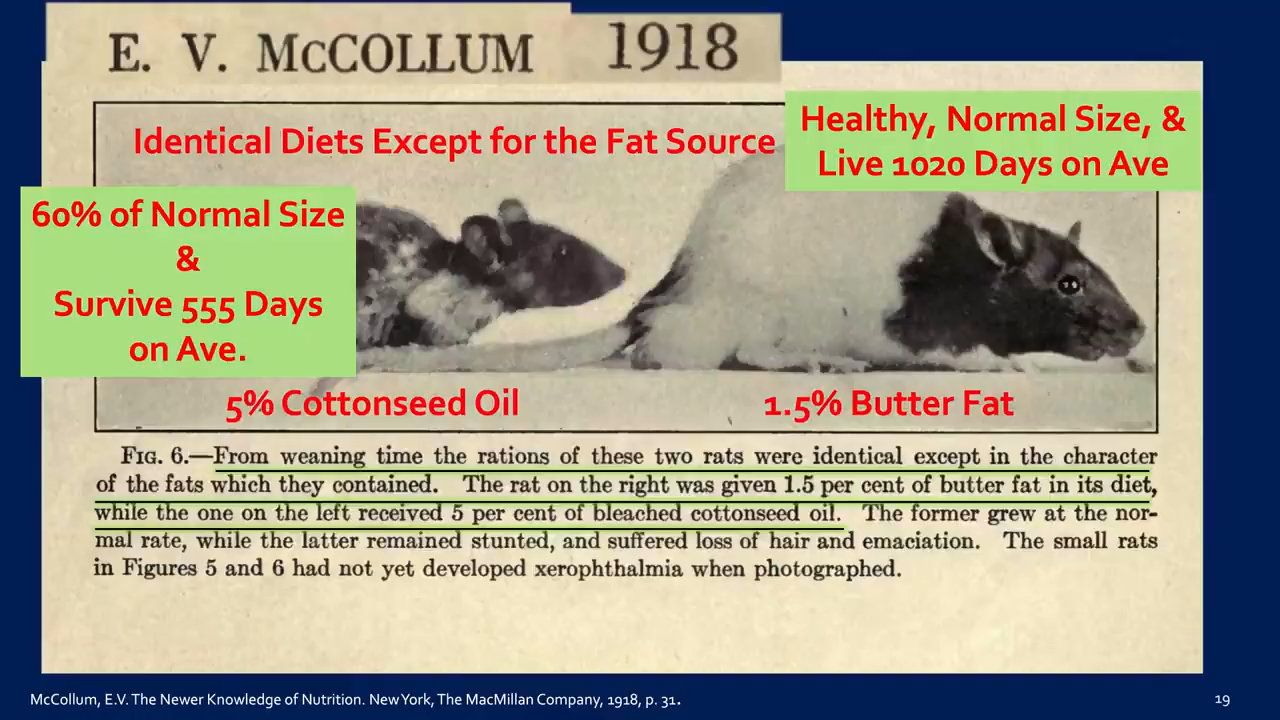 E. V. McCOLLUM 1918
Identical Diets Except for the Fat Source
Healthy, Normal Size, &
Live 1020 Days on Ave
60% of Normal Size
&
Survive 555 Days
on Ave.
5% Cottonseed Oil
1.5% Butter Fat
FIG. 6.—From weaning time the rations of these two rats were identical except in the character
of the fats which they contained. The rat on the right was given 1.5 per cent of butter fat in its diet,
while the one on the left received 5 per cent of bleached cottonseed oil. The former grew at the nor-
mal rate, while the latter remained stunted, and suffered loss of hair and emaciation. The small rats
in Figures 5 and 6 had not yet developed xerophthalmia when photographed.
McCollum, E.V. The Newer Knowledge of Nutrition. New York, The MacMillan Company, 1918, p. 31.
19